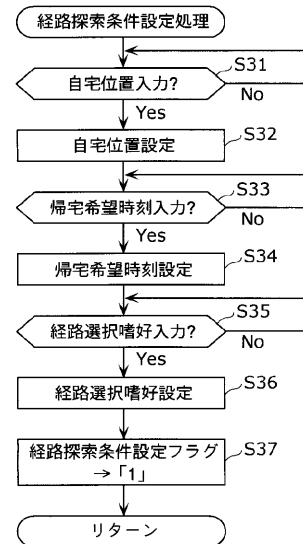 経路探索条件設定処理
S31
自宅位置入力?
No
Yes
S32
自宅位置設定
S33
帰宅希望時刻入力?
No
Yes
S34
帰宅希望時刻設定
S35
経路選択嗜好入力?
No
Yes
S36
経路選択嗜好設定
S37
経路探索条件設定フラグ
→「1」
リターン